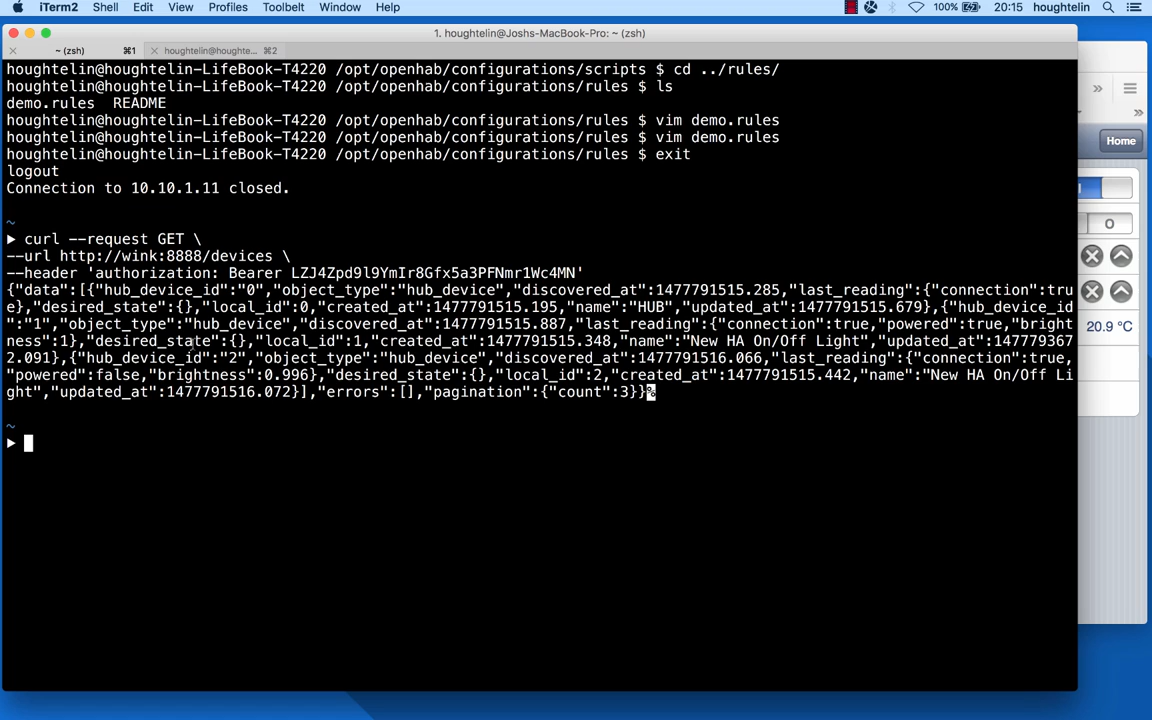 iTerm2 Shell Edit View Profiles Toolbelt Window Help 100% 20:15 houghtelin
1. houghtelin@Joshs-MacBook-Pro: ~ (zsh)
~ (zsh) ⌘1 houghtelin@houghte... ⌘2
houghtelin@houghtelin-LifeBook-T4220 /opt/openhab/configurations/scripts $ cd ../rules/
houghtelin@houghtelin-LifeBook-T4220 /opt/openhab/configurations/rules $ ls
demo.rules  README
houghtelin@houghtelin-LifeBook-T4220 /opt/openhab/configurations/rules $ vim demo.rules
houghtelin@houghtelin-LifeBook-T4220 /opt/openhab/configurations/rules $ vim demo.rules
houghtelin@houghtelin-LifeBook-T4220 /opt/openhab/configurations/rules $ exit
logout
Connection to 10.10.1.11 closed.
~
▶ curl --request GET \
--url http://wink:8888/devices \
--header 'authorization: Bearer LZJ4Zpd9l9YmIr8Gfx5a3PFNmr1Wc4MN'
{"data":[{"hub_device_id":"0","object_type":"hub_device","discovered_at":1477791515.285,"last_reading":{"connection":tru
e},"desired_state":{},"local_id":0,"created_at":1477791515.195,"name":"HUB","updated_at":1477791515.679},{"hub_device_id
":"1","object_type":"hub_device","discovered_at":1477791515.887,"last_reading":{"connection":true,"powered":true,"bright
ness":1},"desired_state":{},"local_id":1,"created_at":1477791515.348,"name":"New HA On/Off Light","updated_at":147779367
2.091},{"hub_device_id":"2","object_type":"hub_device","discovered_at":1477791516.066,"last_reading":{"connection":true,
"powered":false,"brightness":0.996},"desired_state":{},"local_id":2,"created_at":1477791515.442,"name":"New HA On/Off Li
ght","updated_at":1477791516.072}],"errors":[],"pagination":{"count":3}}%
~
▶
Home
O
20.9 °C